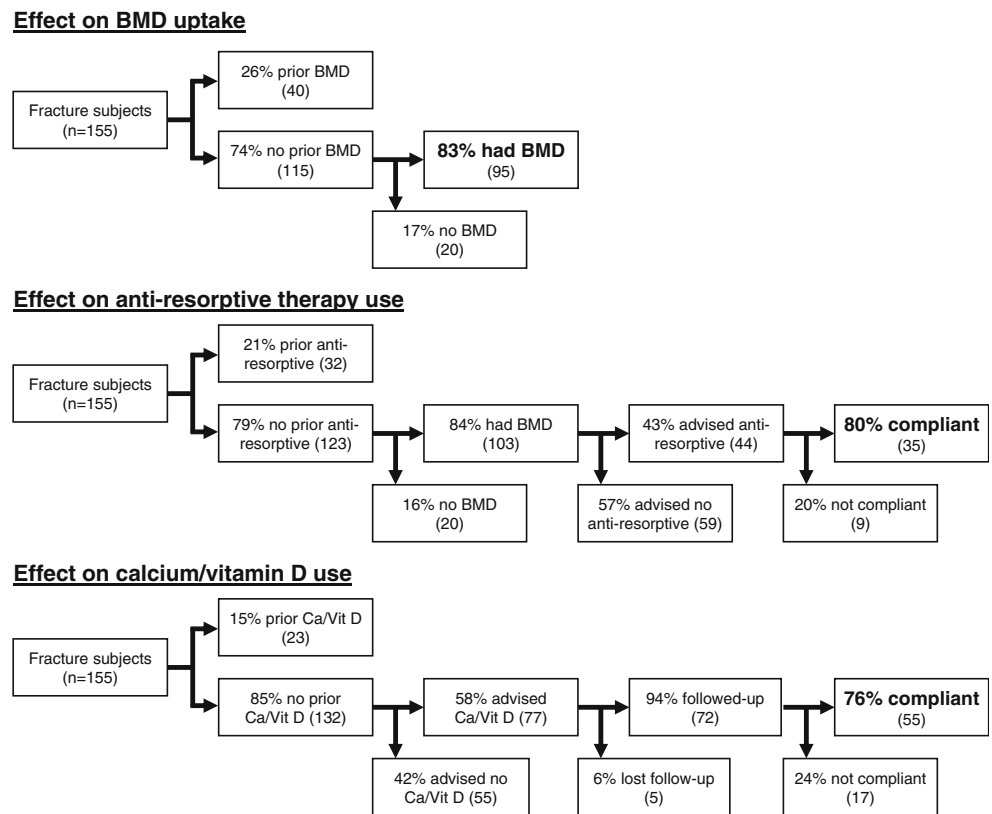 Effect on BMD uptake
26% prior BMD
(40)
Fracture subjects
(n=155)
74% no prior BMD
(115)
83% had BMD
(95)
17% no BMD
(20)
Effect on anti-resorptive therapy use
21% prior anti-
resorptive (32)
Fracture subjects
(n=155)
79% no prior anti-
resorptive (123)
84% had BMD
(103)
43% advised anti-
resorptive (44)
80% compliant
(35)
16% no BMD
(20)
57% advised no
anti-resorptive (59)
20% not compliant
(9)
Effect on calcium/vitamin D use
15% prior Ca/Vit D
(23)
Fracture subjects
(n=155)
85% no prior
Ca/Vit D (132)
58% advised
Ca/Vit D (77)
94% followed-up
(72)
76% compliant
(55)
42% advised no
Ca/Vit D (55)
6% lost follow-up
(5)
24% not compliant
(17)